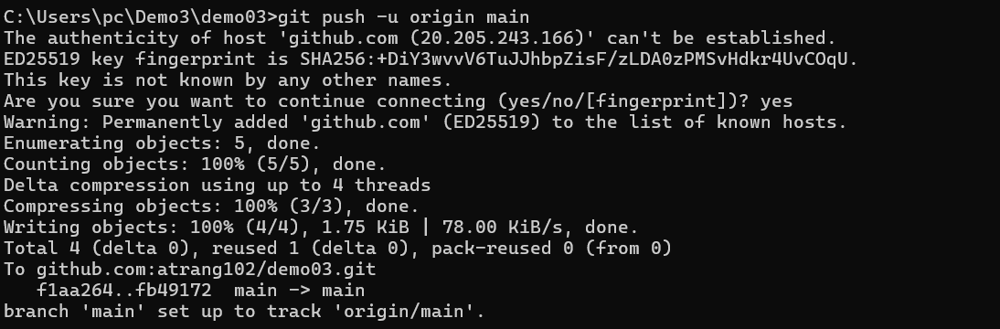 C:\Users\pc\Demo3\demo03>git push -u origin main
The authenticity of host 'github.com (20.205.243.166)' can't be established.
ED25519 key fingerprint is SHA256:+DiY3wvvV6TuJJhbpZisF/zLDA0zPMSvHdkr4UvCOqU.
This key is not known by any other names.
Are you sure you want to continue connecting (yes/no/[fingerprint])? yes
Warning: Permanently added 'github.com' (ED25519) to the list of known hosts.
Enumerating objects: 5, done.
Counting objects: 100% (5/5), done.
Delta compression using up to 4 threads
Compressing objects: 100% (3/3), done.
Writing objects: 100% (4/4), 1.75 KiB | 78.00 KiB/s, done.
Total 4 (delta 0), reused 1 (delta 0), pack-reused 0 (from 0)
To github.com:atrang102/demo03.git
   f1aa264..fb49172  main -> main
branch 'main' set up to track 'origin/main'.